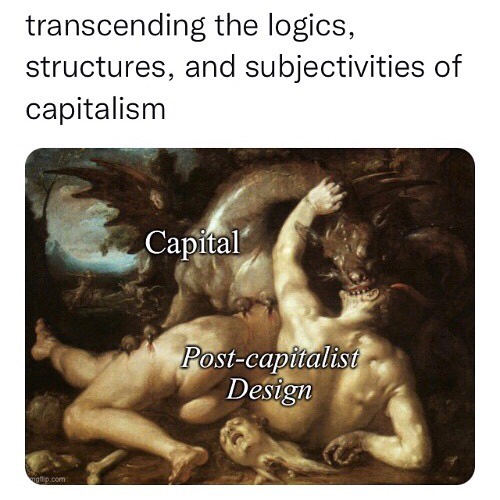 transcending the logics,
structures, and subjectivities of
capitalism
Capital
Post-capitalist
Design
imgflip.com